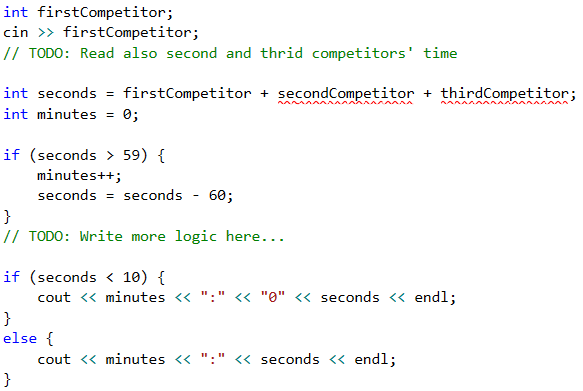 int firstCompetitor;
cin >> firstCompetitor;
// TODO: Read also second and thrid competitors' time
int seconds = firstCompetitor + secondCompetitor + thirdCompetitor;
int minutes = 0;
if (seconds > 59) {
minutes++;
seconds = seconds - 60;
}
// TODO: Write more logic here...
if (seconds < 10) {
cout << minutes << ":" << "0" << seconds << endl;
}
else {
cout << minutes << ":" << seconds << endl;
}